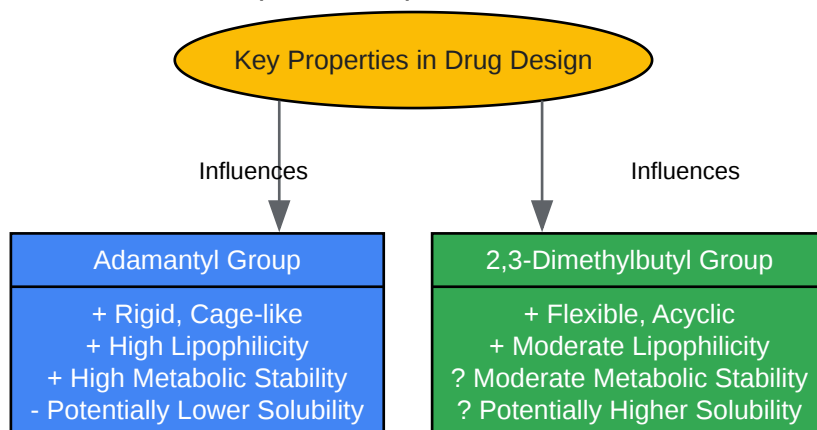 Key Properties in Drug Design
Influences
Influences
Adamantyl Group
+ Rigid, Cage-like
+ High Lipophilicity
+ High Metabolic Stability
- Potentially Lower Solubility
2,3-Dimethylbutyl Group
+ Flexible, Acyclic
+ Moderate Lipophilicity
? Moderate Metabolic Stability
? Potentially Higher Solubility